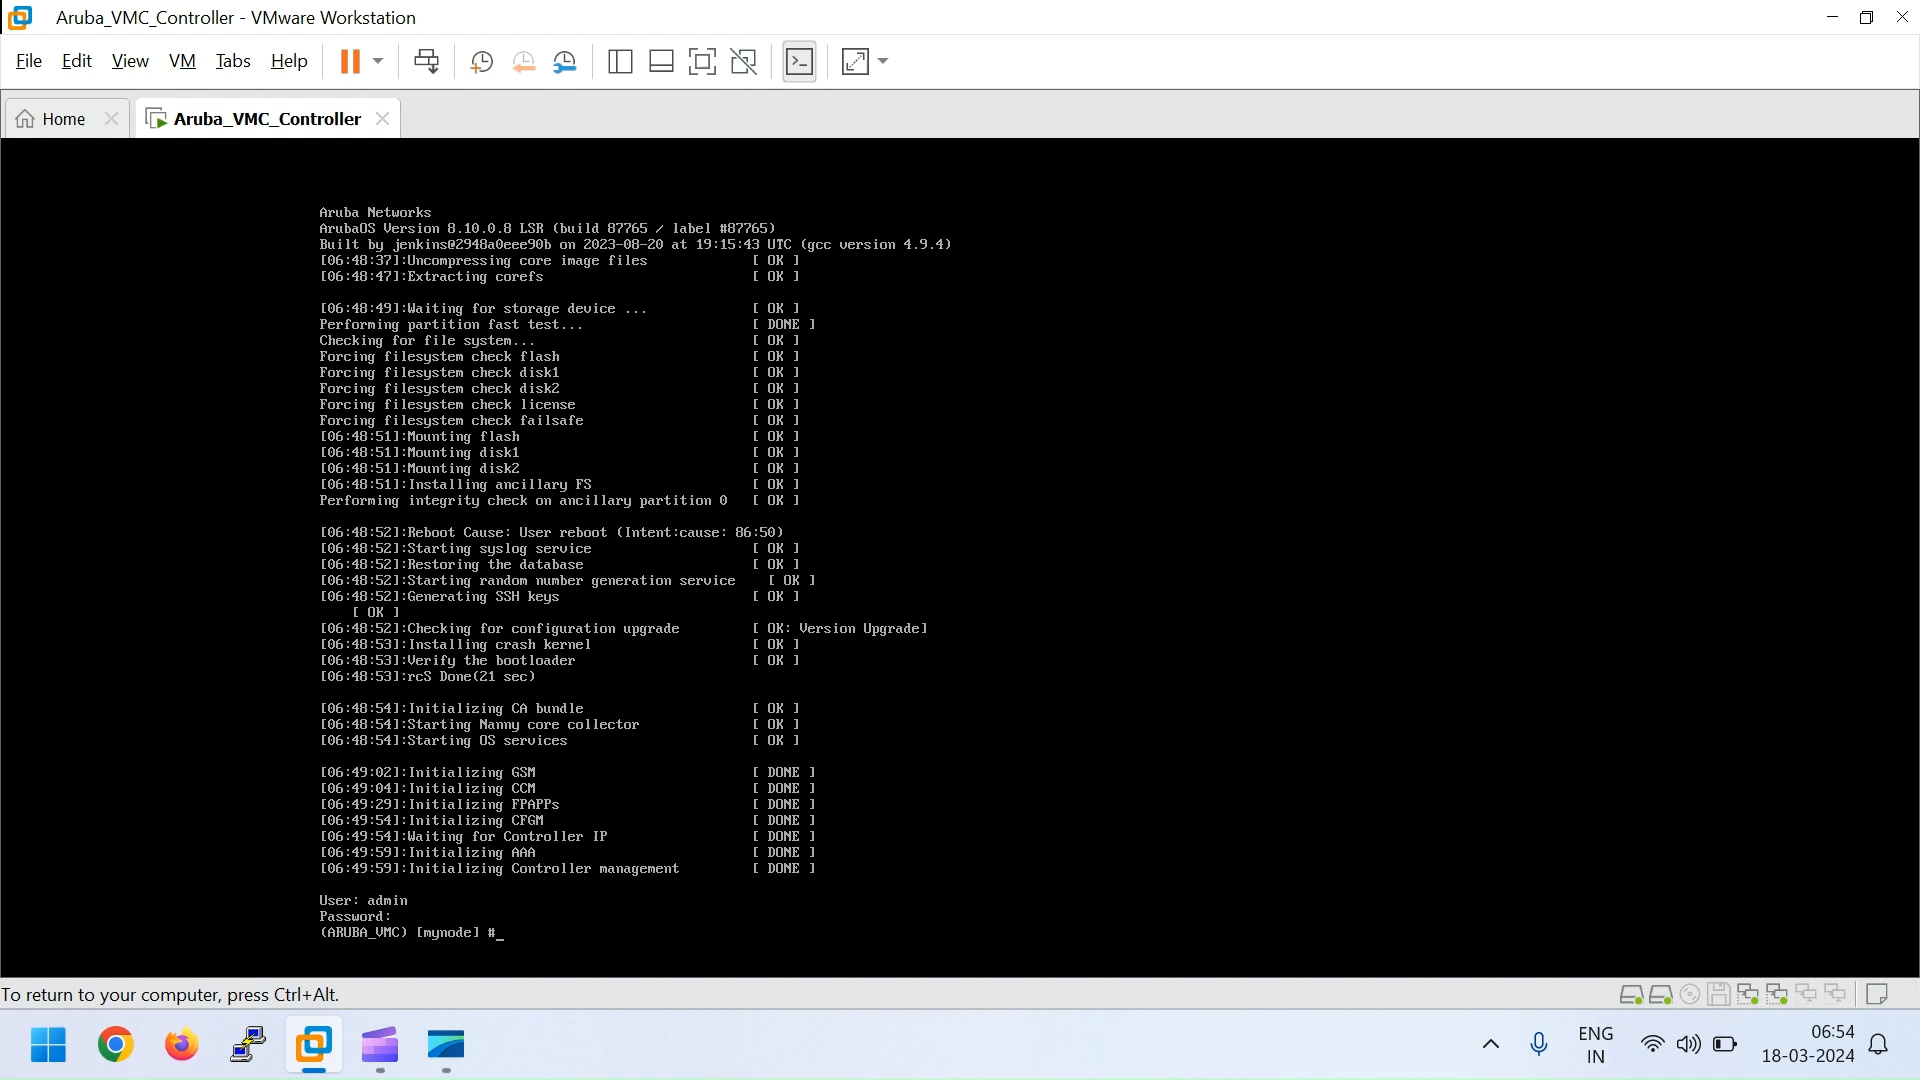 Aruba_VMC_Controller - VMware Workstation
File Edit View VM Tabs Help
Home
Aruba_VMC_Controller
Aruba Networks
ArubaOS Version 8.10.0.8 LSR (build 87765 / label #87765)
Built by jenkins@2948a0eee90b on 2023-08-20 at 19:15:43 UTC (gcc version 4.9.4)
[06:48:37]:Uncompressing core image files [ OK ]
[06:48:47]:Extracting corefs [ OK ]
[06:48:49]:Waiting for storage device ... [ OK ]
Performing partition fast test... [ DONE ]
Checking for file system... [ OK ]
Forcing filesystem check flash [ OK ]
Forcing filesystem check disk1 [ OK ]
Forcing filesystem check disk2 [ OK ]
Forcing filesystem check license [ OK ]
Forcing filesystem check failsafe [ OK ]
[06:48:51]:Mounting flash [ OK ]
[06:48:51]:Mounting disk1 [ OK ]
[06:48:51]:Mounting disk2 [ OK ]
[06:48:51]:Installing ancillary FS [ OK ]
Performing integrity check on ancillary partition 0 [ OK ]
[06:48:52]:Reboot Cause: User reboot (Intent:cause: 86:50)
[06:48:52]:Starting syslog service [ OK ]
[06:48:52]:Restoring the database [ OK ]
[06:48:52]:Starting random number generation service [ OK ]
[06:48:52]:Generating SSH keys [ OK ]
[ OK ]
[06:48:52]:Checking for configuration upgrade [ OK: Version Upgrade]
[06:48:53]:Installing crash kernel [ OK ]
[06:48:53]:Verify the bootloader [ OK ]
[06:48:53]:rcS Done(21 sec)
[06:48:54]:Initializing CA bundle [ OK ]
[06:48:54]:Starting Nanny core collector [ OK ]
[06:48:54]:Starting OS services [ OK ]
[06:49:02]:Initializing GSM [ DONE ]
[06:49:04]:Initializing CCM [ DONE ]
[06:49:29]:Initializing FPAPPs [ DONE ]
[06:49:54]:Initializing CFGM [ DONE ]
[06:49:54]:Waiting for Controller IP [ DONE ]
[06:49:59]:Initializing AAA [ DONE ]
[06:49:59]:Initializing Controller management [ DONE ]
User: admin
Password:
(ARUBA_VMC) [mynode] #_
To return to your computer, press Ctrl+Alt.
ENG
IN
06:54
18-03-2024